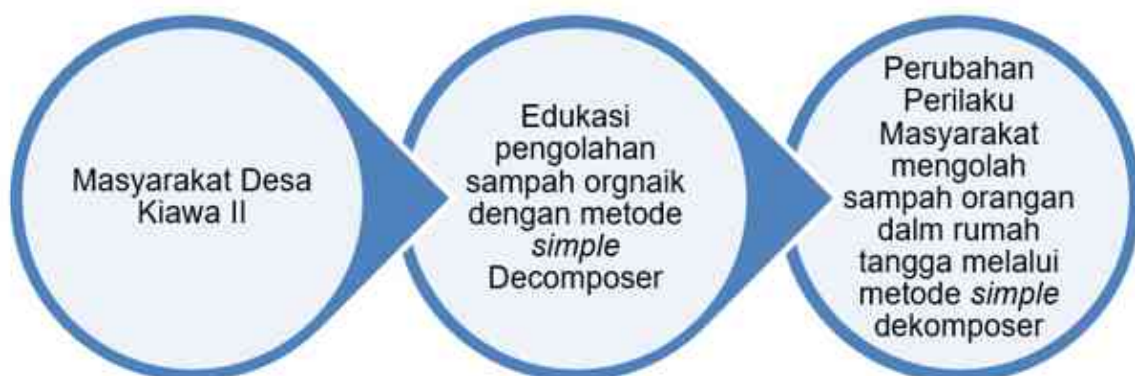 Masyarakat Desa
Kiawa II
Edukasi
pengolahan
sampah orgnaik
dengan metode
simple
Decomposer
Perubahan
Perilaku
Masyarakat
mengolah
sampah orangan
dalm rumah
tangga melalui
metode simple
dekomposer